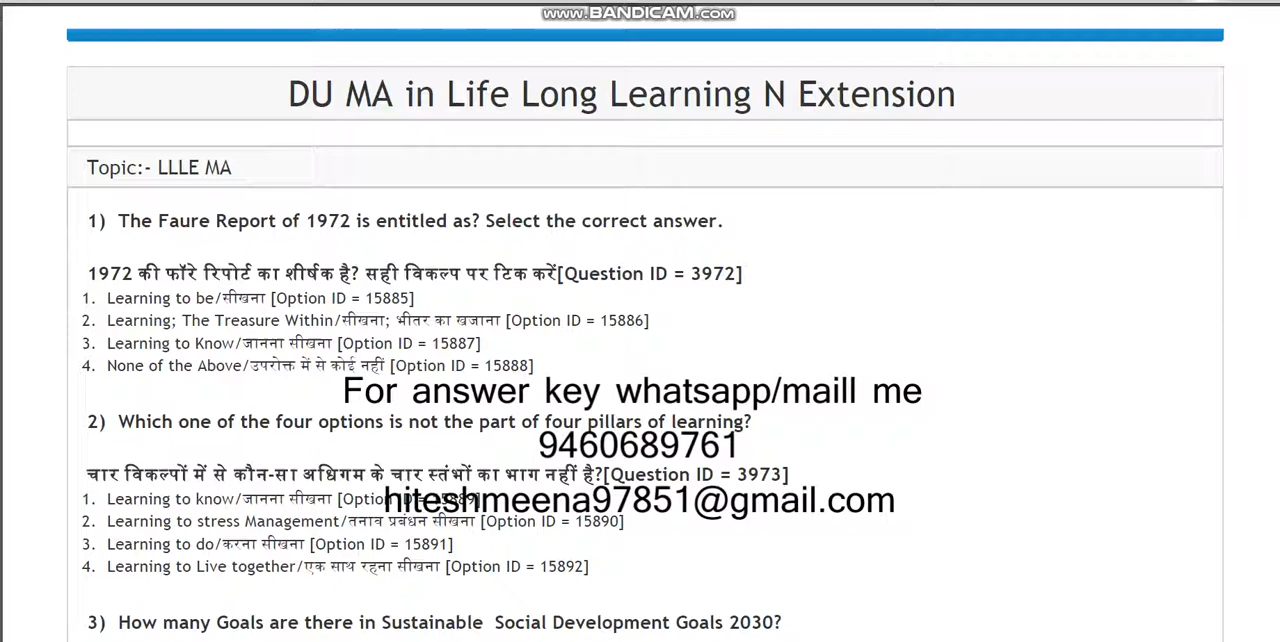 www.BANDICAM.com
DU MA in Life Long Learning N Extension
Topic:- LLLE MA
1) The Faure Report of 1972 is entitled as? Select the correct answer.
1972 की फॉरे रिपोर्ट का शीर्षक है? सही विकल्प पर टिक करें[Question ID = 3972]
1. Learning to be/सीखना [Option ID = 15885]
2. Learning; The Treasure Within/सीखना; भीतर का खजाना [Option ID = 15886]
3. Learning to Know/जानना सीखना [Option ID = 15887]
4. None of the Above/उपरोक्त में से कोई नहीं [Option ID = 15888]
For answer key whatsapp/maill me
2) Which one of the four options is not the part of four pillars of learning?
9460689761
चार विकल्पों में से कौन-सा अधिगम के चार स्तंभों का भाग नहीं है?[Question ID = 3973]
1. Learning to know/जानना सीखना [Option ID = 15889]
hiteshmeena97851@gmail.com
2. Learning to stress Management/तनाव प्रबंधन सीखना [Option ID = 15890]
3. Learning to do/करना सीखना [Option ID = 15891]
4. Learning to Live together/एक साथ रहना सीखना [Option ID = 15892]
3) How many Goals are there in Sustainable Social Development Goals 2030?